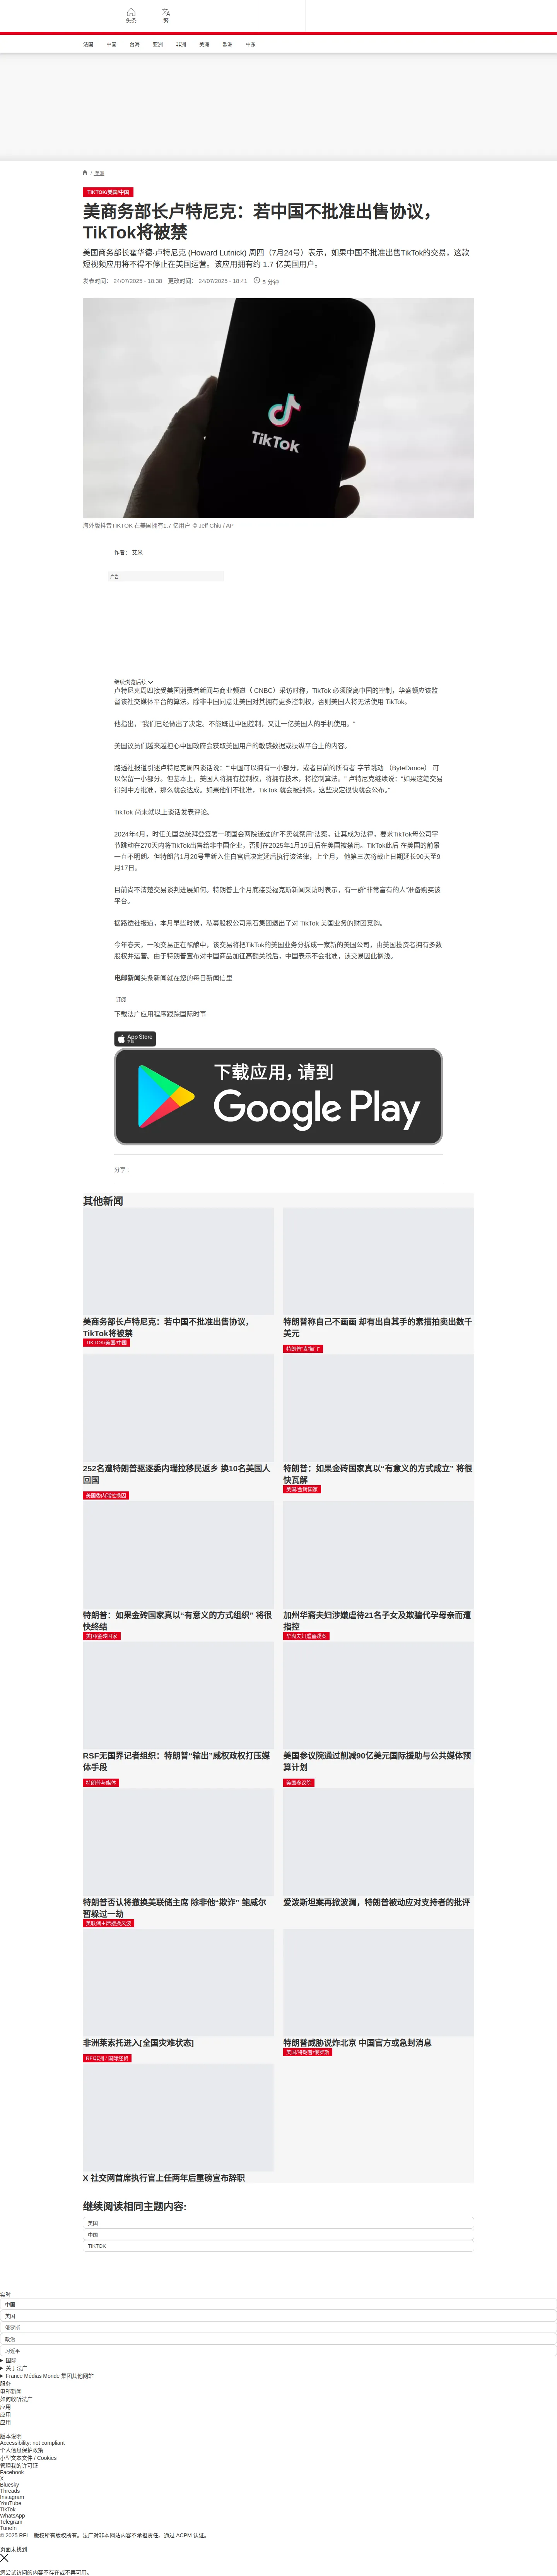 头条
繁
法国 中国 台海 亚洲 非洲 美洲 欧洲 中东
/ 美洲
TIKTOK/美国/中国
美商务部长卢特尼克：若中国不批准出售协议，
TikTok将被禁
美国商务部长霍华德·卢特尼克 (Howard Lutnick) 周四（7月24号）表示，如果中国不批准出售TikTok的交易，这款
短视频应用将不得不停止在美国运营。该应用拥有约 1.7 亿美国用户。
发表时间： 24/07/2025 - 18:38 更改时间： 24/07/2025 - 18:41 5 分钟
TikTok
海外版抖音TIKTOK 在美国拥有1.7 亿用户 © Jeff Chiu / AP
作者： 艾米
广告
继续浏览后续
卢特尼克周四接受美国消费者新闻与商业频道（ CNBC）采访时称，TikTok 必须脱离中国的控制，华盛顿应该监
督该社交媒体平台的算法。除非中国同意让美国对其拥有更多控制权，否则美国人将无法使用 TikTok。
他指出，"我们已经做出了决定。不能既让中国控制，又让一亿美国人的手机使用。"
美国议员们越来越担心中国政府会获取美国用户的敏感数据或操纵平台上的内容。
路透社报道引述卢特尼克周四谈话说："“中国可以拥有一小部分，或者目前的所有者 字节跳动 （ByteDance） 可
以保留一小部分。但基本上，美国人将拥有控制权，将拥有技术，将控制算法。" 卢特尼克继续说："如果这笔交易
得到中方批准，那么就会达成。如果他们不批准，TikTok 就会被封杀，这些决定很快就会公布。”
TikTok 尚未就以上谈话发表评论。
2024年4月，时任美国总统拜登签署一项国会两院通过的“不卖就禁用”法案，让其成为法律，要求TikTok母公司字
节跳动在270天内将TikTok出售给非中国企业，否则在2025年1月19日后在美国被禁用。TikTok此后 在美国的前景
一直不明朗。但特朗普1月20号重新入住白宫后决定延后执行该法律，上个月， 他第三次将截止日期延长90天至9
月17日。
目前尚不清楚交易谈判进展如何。特朗普上个月底接受福克斯新闻采访时表示，有一群“非常富有的人”准备购买该
平台。
据路透社报道，本月早些时候，私募股权公司黑石集团退出了对 TikTok 美国业务的财团竞购。
今年春天，一项交易正在酝酿中，该交易将把TikTok的美国业务分拆成一家新的美国公司，由美国投资者拥有多数
股权并运营。由于特朗普宣布对中国商品加征高额关税后，中国表示不会批准，该交易因此搁浅。
电邮新闻头条新闻就在您的每日新闻信里
订阅
下载法广应用程序跟踪国际时事
App Store
下载
下载应用，请到
Google Play
分享 :
其他新闻
美商务部长卢特尼克：若中国不批准出售协议，
TikTok将被禁
TIKTOK/美国/中国
特朗普称自己不画画 却有出自其手的素描拍卖出数千
美元
特朗普“素描门”
252名遭特朗普驱逐委内瑞拉移民返乡 换10名美国人
回国
美国委内瑞拉换囚
特朗普：如果金砖国家真以“有意义的方式成立” 将很
快瓦解
美国/金砖国家
特朗普：如果金砖国家真以“有意义的方式组织” 将很
快终结
美国/金砖国家
加州华裔夫妇涉嫌虐待21名子女及欺骗代孕母亲而遭
指控
华裔夫妇虐童疑案
RSF无国界记者组织：特朗普“输出”威权政权打压媒
体手段
特朗普与媒体
美国参议院通过削减90亿美元国际援助与公共媒体预
算计划
美国参议院
特朗普否认将撤换美联储主席 除非他“欺诈” 鲍威尔
暂躲过一劫
美联储主席撤换风波
爱泼斯坦案再掀波澜，特朗普被动应对支持者的批评
非洲莱索托进入[全国灾难状态]
RFI非洲 / 国际经贸
特朗普威胁说炸北京 中国官方或急封消息
美国/特朗普/俄罗斯
X 社交网首席执行官上任两年后重磅宣布辞职
继续阅读相同主题内容:
美国
中国
TIKTOK
实时
中国
美国
俄罗斯
政治
习近平
国际
关于法广
France Médias Monde 集团其他网站
服务
电邮新闻
如何收听法广
应用
应用
应用
版本说明
Accessibility: not compliant
个人信息保护政策
小型文本文件 / Cookies
管理我的许可证
Facebook
X
Bluesky
Threads
Instagram
YouTube
TikTok
WhatsApp
Telegram
TuneIn
© 2025 RFI – 版权所有版权所有。法广对非本网站内容不承担责任。通过 ACPM 认证。
页面未找到
您尝试访问的内容不存在或不再可用。